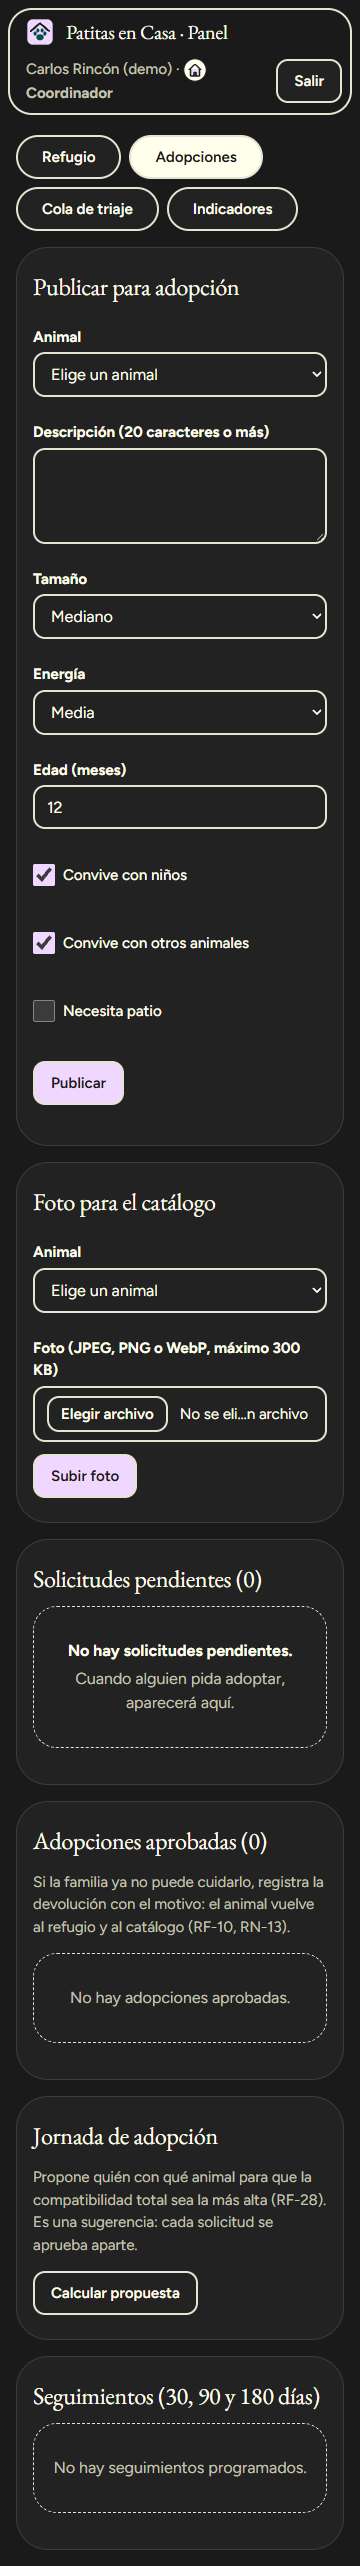 Patitas en Casa · Panel
Carlos Rincón (demo) ·
Coordinador
Salir
Refugio
Adopciones
Cola de triaje
Indicadores
Publicar para adopción
Animal
Elige un animal
Descripción (20 caracteres o más)
Tamaño
Mediano
Energía
Media
Edad (meses)
12
Convive con niños
Convive con otros animales
Necesita patio
Publicar
Foto para el catálogo
Animal
Elige un animal
Foto (JPEG, PNG o WebP, máximo 300
KB)
Elegir archivo
No se eli...n archivo
Subir foto
Solicitudes pendientes (0)
No hay solicitudes pendientes.
Cuando alguien pida adoptar,
aparecerá aquí.
Adopciones aprobadas (0)
Si la familia ya no puede cuidarlo, registra la
devolución con el motivo: el animal vuelve
al refugio y al catálogo (RF-10, RN-13).
No hay adopciones aprobadas.
Jornada de adopción
Propone quién con qué animal para que la
compatibilidad total sea la más alta (RF-28).
Es una sugerencia: cada solicitud se
aprueba aparte.
Calcular propuesta
Seguimientos (30, 90 y 180 días)
No hay seguimientos programados.